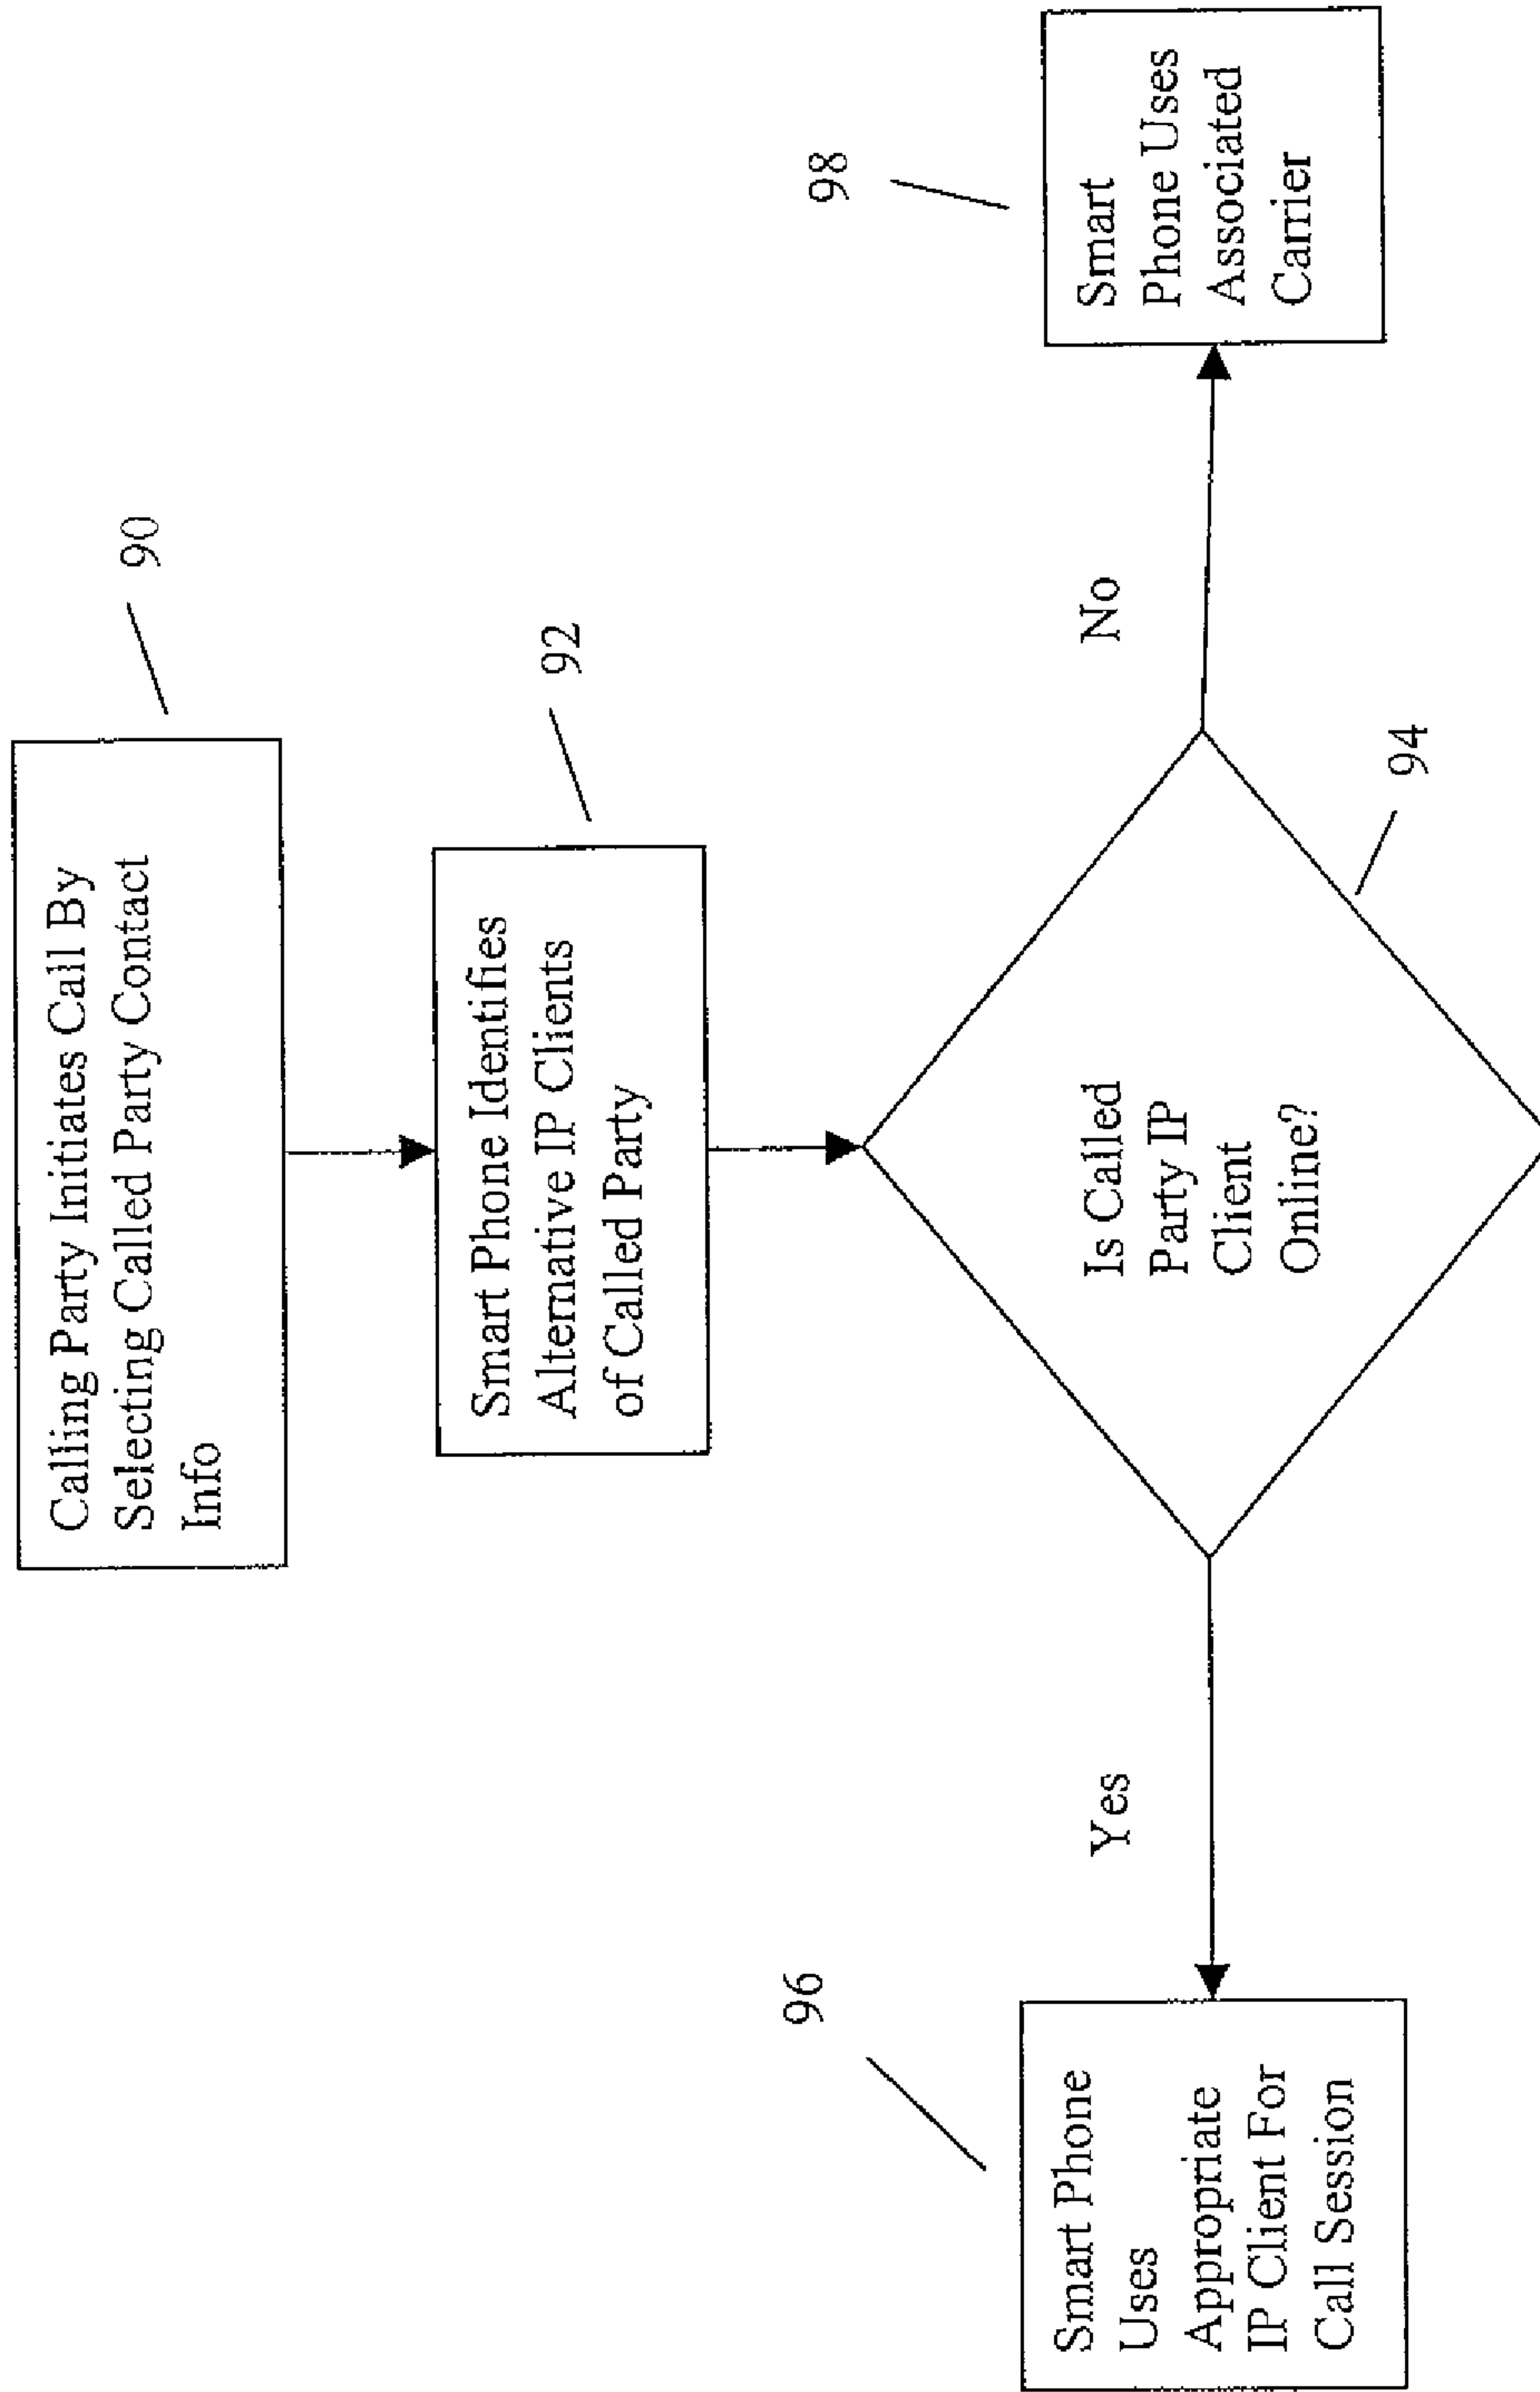 Calling Party Initiates Call By
Selecting Called Party Contact
Info
90
Smart Phone Identifies
Alternative IP Clients
of Called Party
92
Is Called
Party IP
Client
Online?
94
Yes
No
96
Smart Phone
Uses
Appropriate
IP Client For
Call Session
98
Smart
Phone Uses
Associated
Carrier